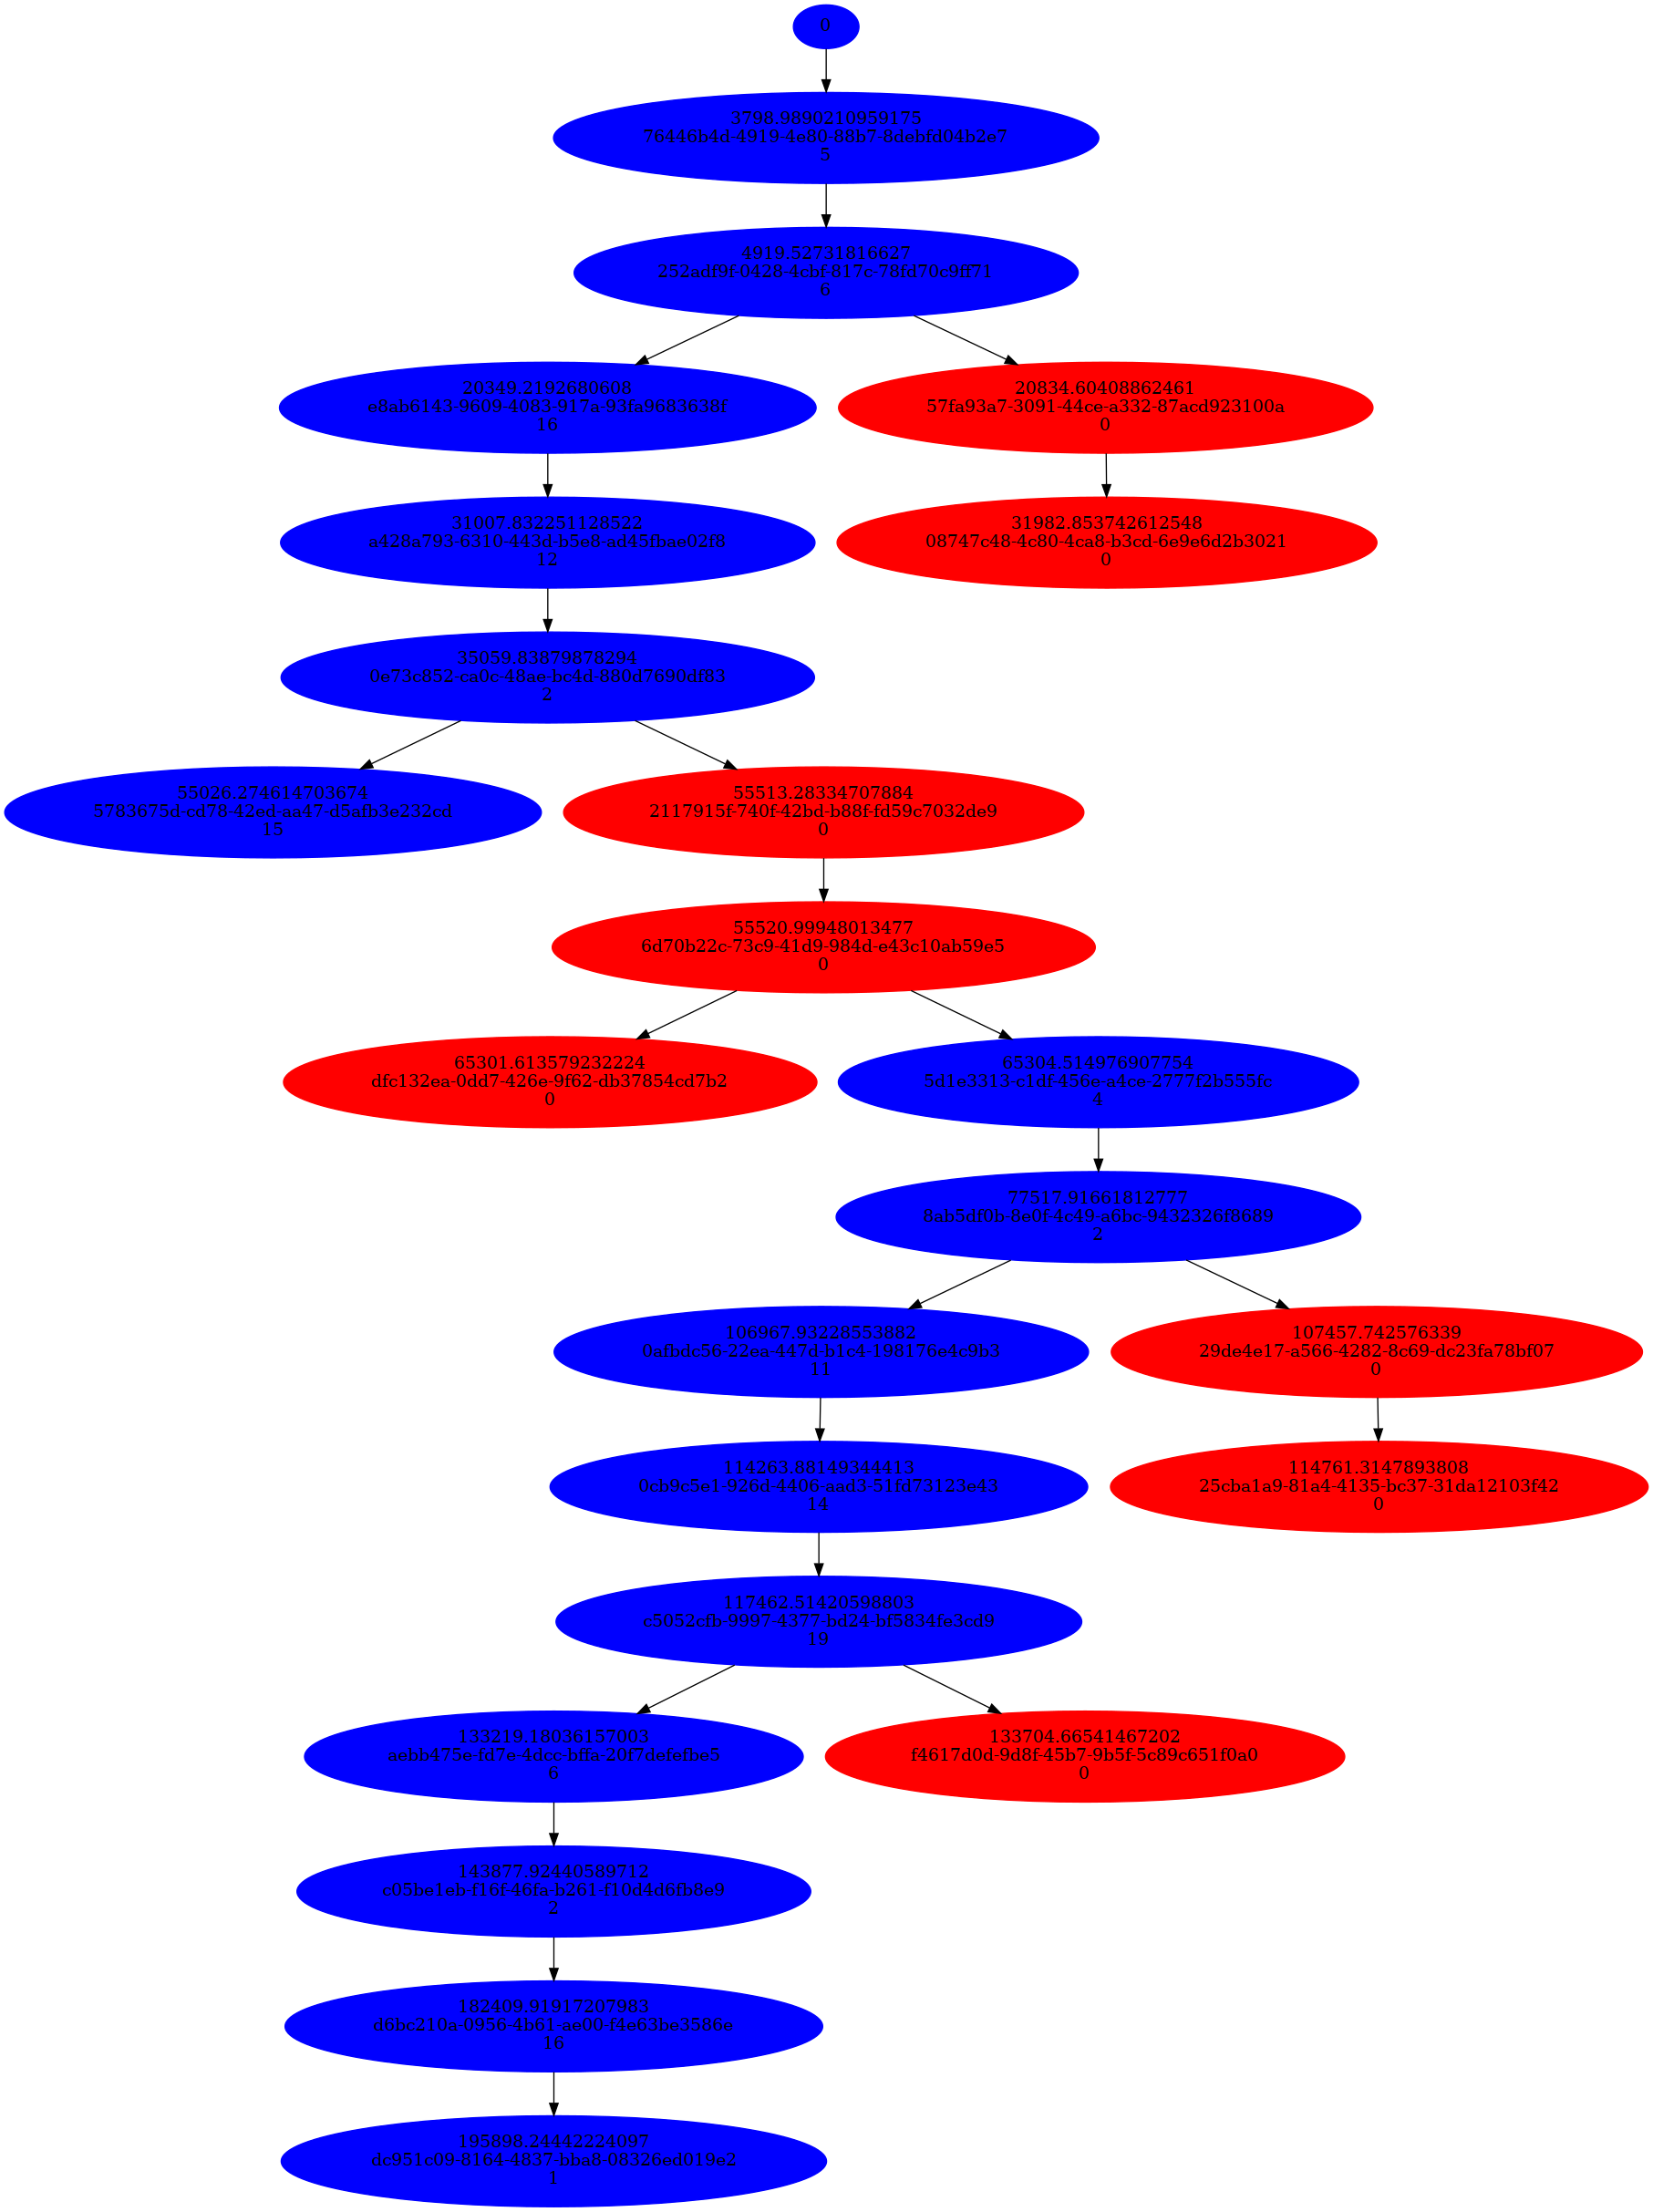 0
3798.9890210959175
76446b4d-4919-4e80-88b7-8debfd04b2e7
5
4919.52731816627
252adf9f-0428-4cbf-817c-78fd70c9ff71
6
20349.2192680608
e8ab6143-9609-4083-917a-93fa9683638f
16
20834.60408862461
57fa93a7-3091-44ce-a332-87acd923100a
0
31007.832251128522
a428a793-6310-443d-b5e8-ad45fbae02f8
12
31982.853742612548
08747c48-4c80-4ca8-b3cd-6e9e6d2b3021
0
35059.83879878294
0e73c852-ca0c-48ae-bc4d-880d7690df83
2
55026.274614703674
5783675d-cd78-42ed-aa47-d5afb3e232cd
15
55513.28334707884
2117915f-740f-42bd-b88f-fd59c7032de9
0
55520.99948013477
6d70b22c-73c9-41d9-984d-e43c10ab59e5
0
65301.613579232224
dfc132ea-0dd7-426e-9f62-db37854cd7b2
0
65304.514976907754
5d1e3313-c1df-456e-a4ce-2777f2b555fc
4
77517.91661812777
8ab5df0b-8e0f-4c49-a6bc-9432326f8689
2
106967.93228553882
0afbdc56-22ea-447d-b1c4-198176e4c9b3
11
107457.742576339
29de4e17-a566-4282-8c69-dc23fa78bf07
0
114263.88149344413
0cb9c5e1-926d-4406-aad3-51fd73123e43
14
114761.3147893808
25cba1a9-81a4-4135-bc37-31da12103f42
0
117462.51420598803
c5052cfb-9997-4377-bd24-bf5834fe3cd9
19
133219.18036157003
aebb475e-fd7e-4dcc-bffa-20f7defefbe5
6
133704.66541467202
f4617d0d-9d8f-45b7-9b5f-5c89c651f0a0
0
143877.92440589712
c05be1eb-f16f-46fa-b261-f10d4d6fb8e9
2
182409.91917207983
d6bc210a-0956-4b61-ae00-f4e63be3586e
16
195898.24442224097
dc951c09-8164-4837-bba8-08326ed019e2
1